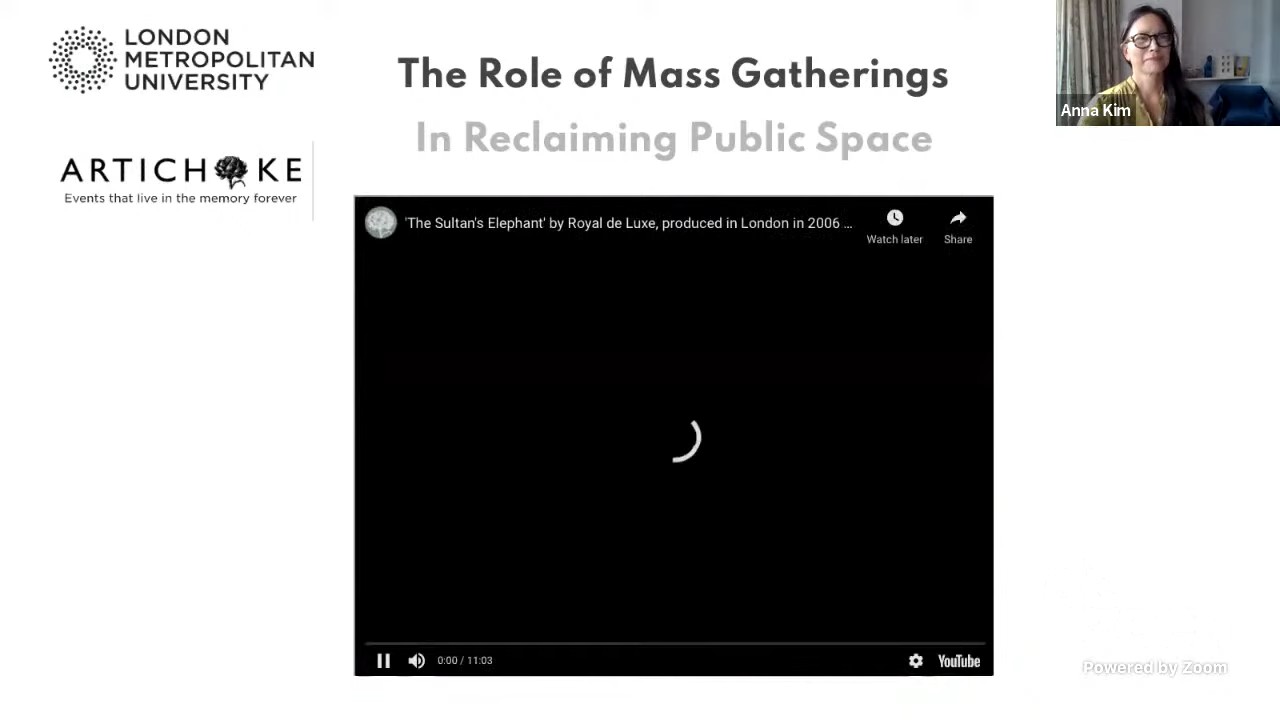 LONDON
METROPOLITAN
UNIVERSITY
ARTICHOKE
Events that live in the memory forever
The Role of Mass Gatherings
In Reclaiming Public Space
Anna Kim
'The Sultan's Elephant' by Royal de Luxe, produced in London in 2006 ...
Watch later
Share
0:00 / 11:03
YouTube
Powered by Zoom